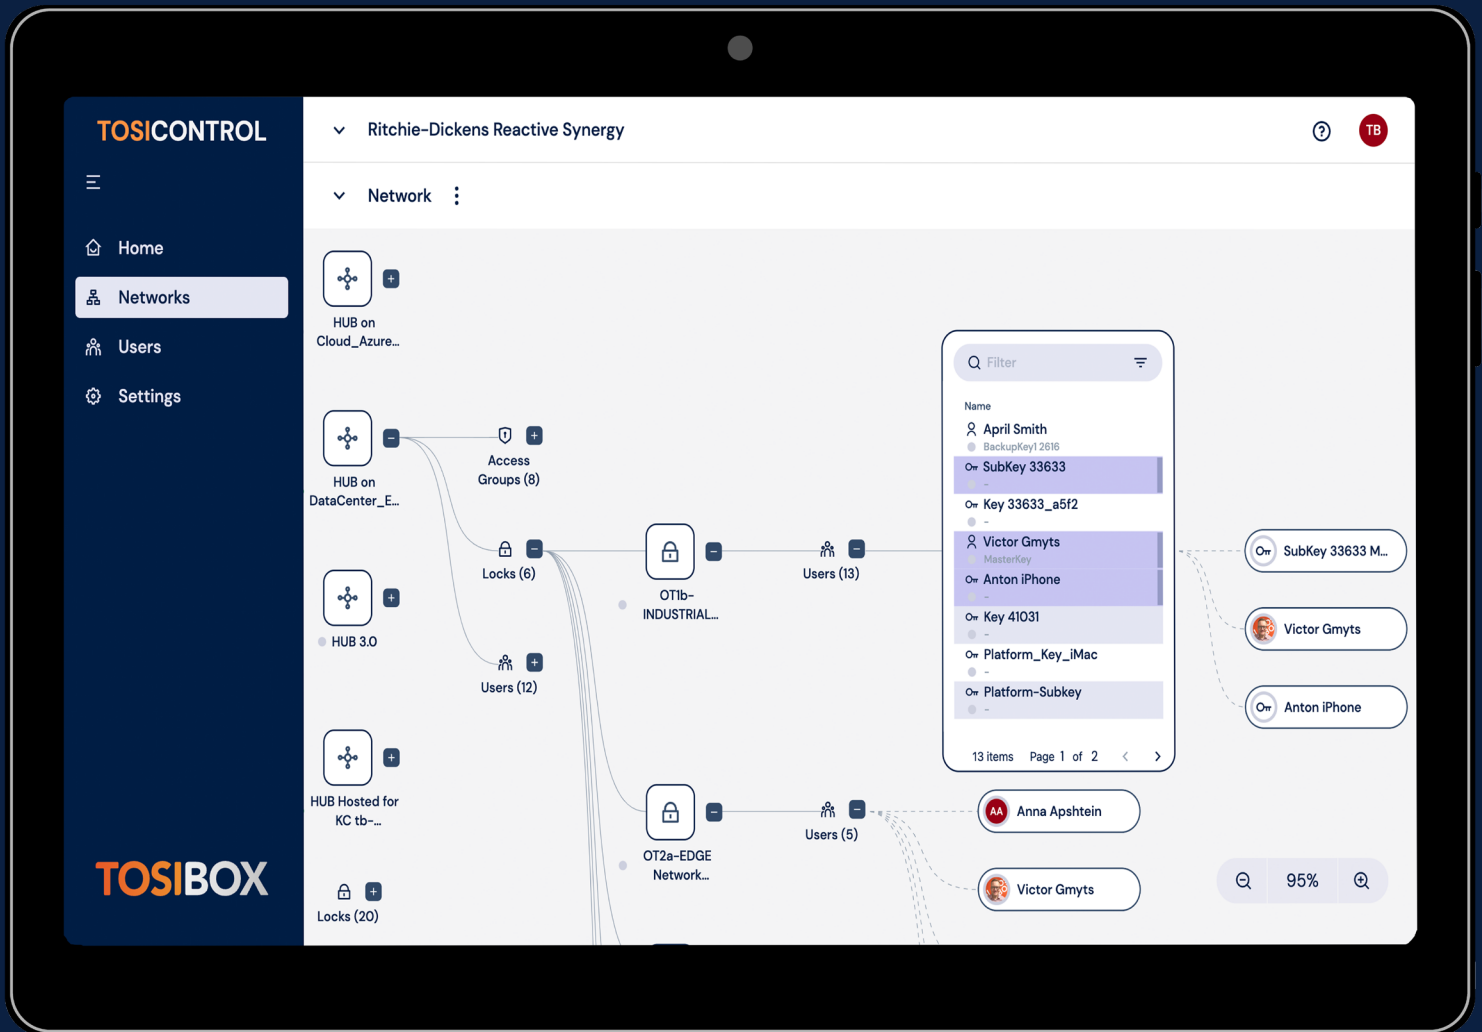 TOSICONTROL
Home
Networks
Users
Settings
TOSIBOX
Ritchie-Dickens Reactive Synergy
?
TB
Network
HUB on
Cloud_Azure...
HUB on
DataCenter_E...
HUB 3.0
HUB Hosted for
KC tb-...
Locks (20)
Access
Groups (8)
Locks (6)
Users (12)
OT1b-
INDUSTRIAL...
Users (13)
OT2a-EDGE
Network...
Users (5)
Filter
Name
April Smith
BackupKey1 2616
SubKey 33633
-
Key 33633_a5f2
-
Victor Gmyts
MasterKey
Anton iPhone
-
Key 41031
-
Platform_Key_iMac
-
Platform-Subkey
-
13 items Page 1 of 2
SubKey 33633 M...
Victor Gmyts
Anton iPhone
AA Anna Apshtein
Victor Gmyts
95%